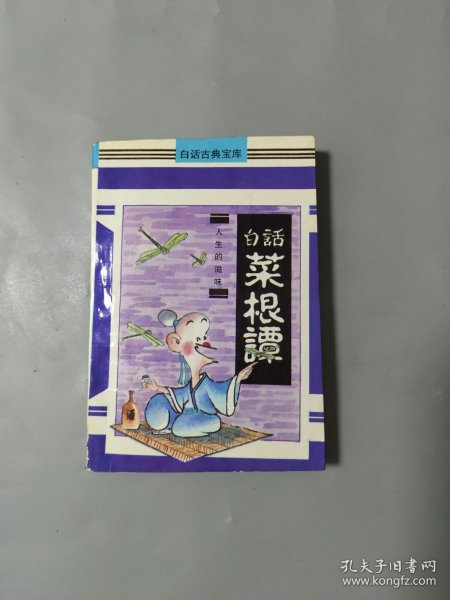 白话古典宝库
白話
菜根譚
人生的滋味
酒
孔夫子旧书网
www.kongfz.com